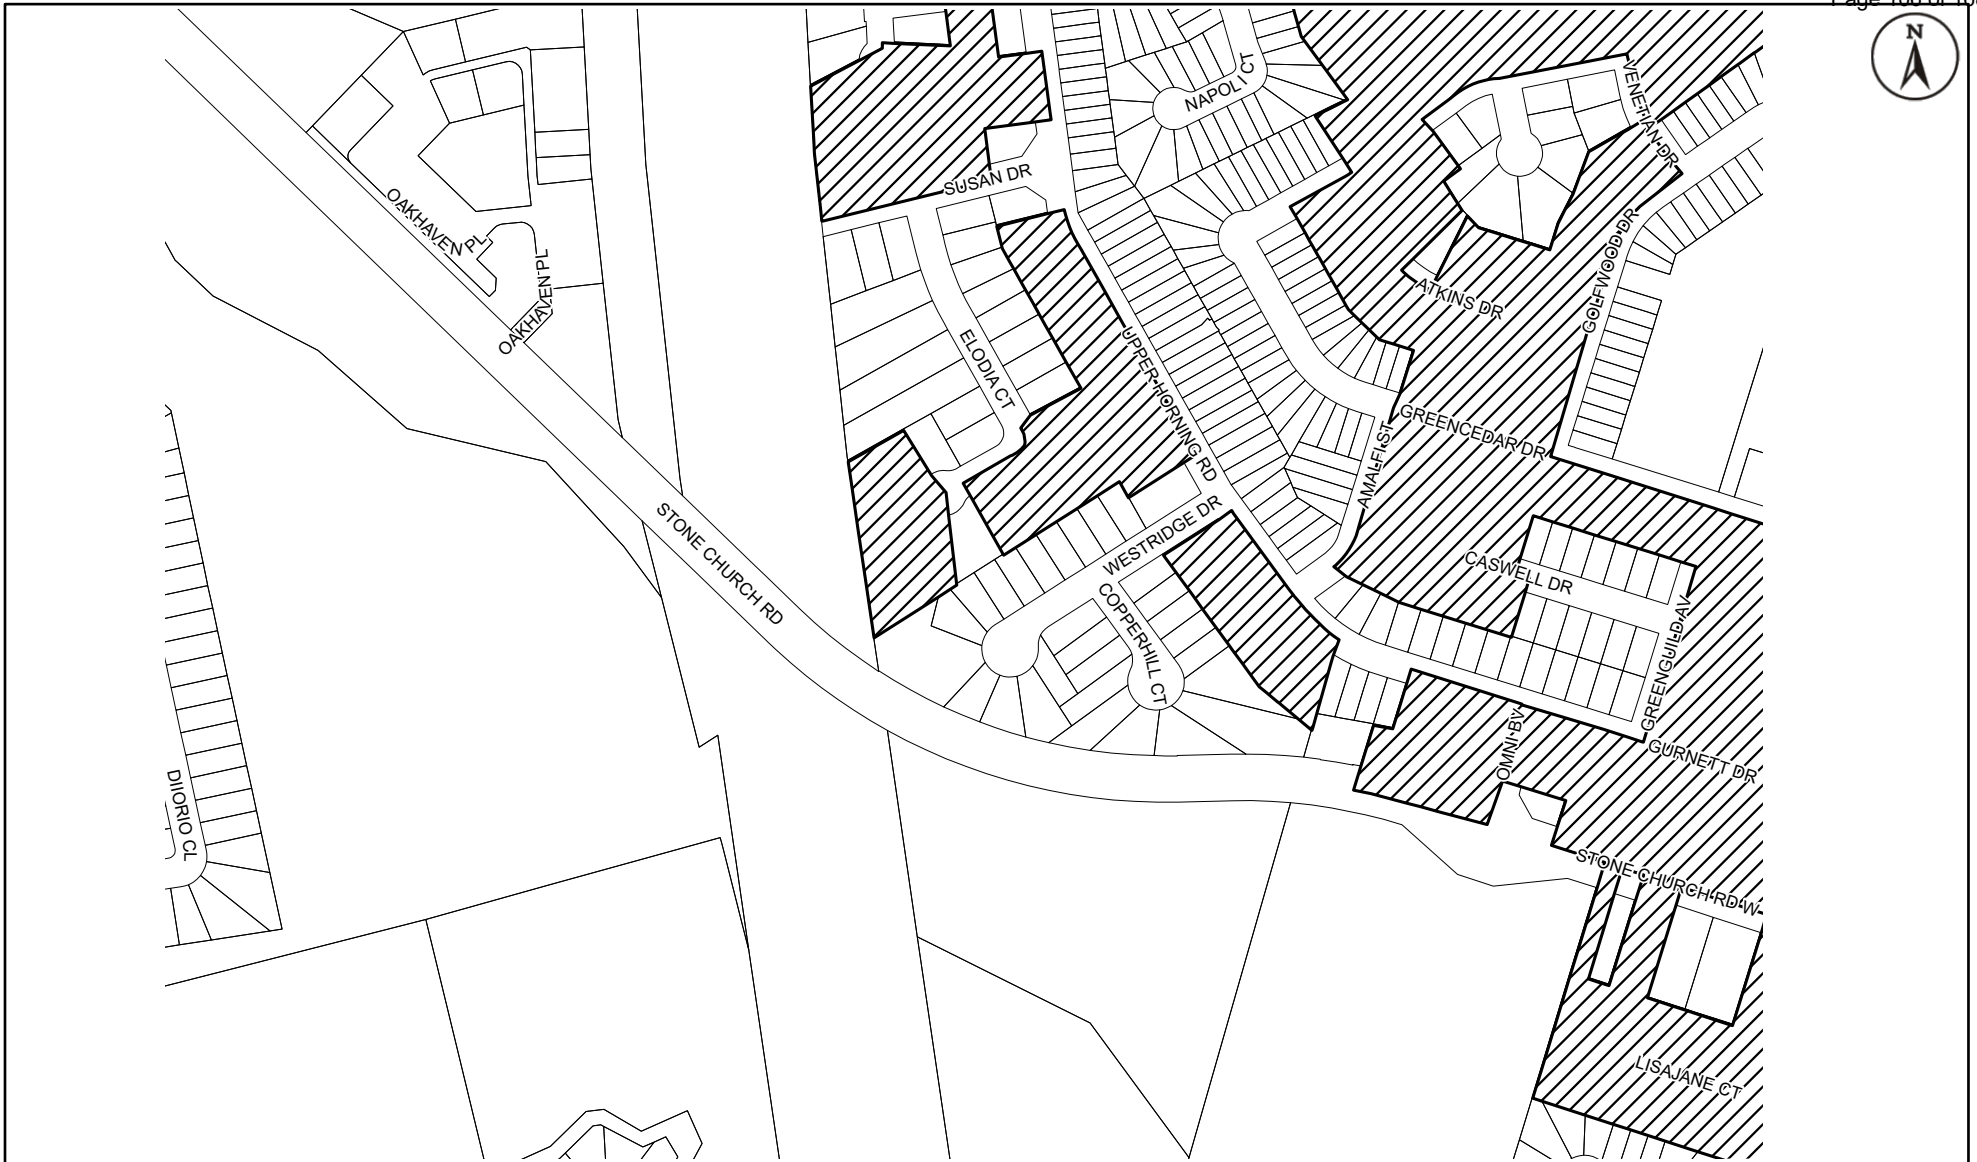 N
NAPOLI CT
VENETIAN DR
SUSAN DR
OAKHAVEN PL
OAKHAVEN PL
GOLFWOOD DR
ATKINS DR
ELODIA CT
UPPER HORNING RD
GREENCEDAR DR
AMALFI ST
STONE CHURCH RD
WESTRIDGE DR
CASWELL DR
COPPERHILL CT
GREENGUILD AV
OMNI BV
GURNETT DR
DIIORIO CL
STONE CHURCH RD W
LISAJANE CT